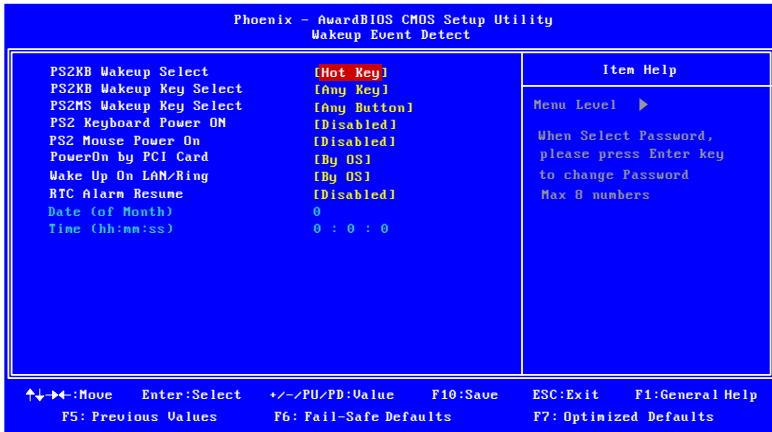 Phoenix - AwardBIOS CMOS Setup Utility
Wakeup Event Detect
PS2KB Wakeup Select [Hot Key]
PS2KB Wakeup Key Select [Any Key]
PS2MS Wakeup Key Select [Any Button]
PS2 Keyboard Power ON [Disabled]
PS2 Mouse Power On [Disabled]
PowerOn by PCI Card [By OS]
Wake Up On LAN/Ring [By OS]
RTC Alarm Resume [Disabled]
Date (of Month) 0
Time (hh:mm:ss) 0 : 0 : 0
Item Help
Menu Level ▶
When Select Password,
please press Enter key
to change Password
Max 8 numbers
↑↓→←:Move Enter:Select +/-/PU/PD:Value F10:Save ESC:Exit F1:General Help
F5: Previous Values F6: Fail-Safe Defaults F7: Optimized Defaults